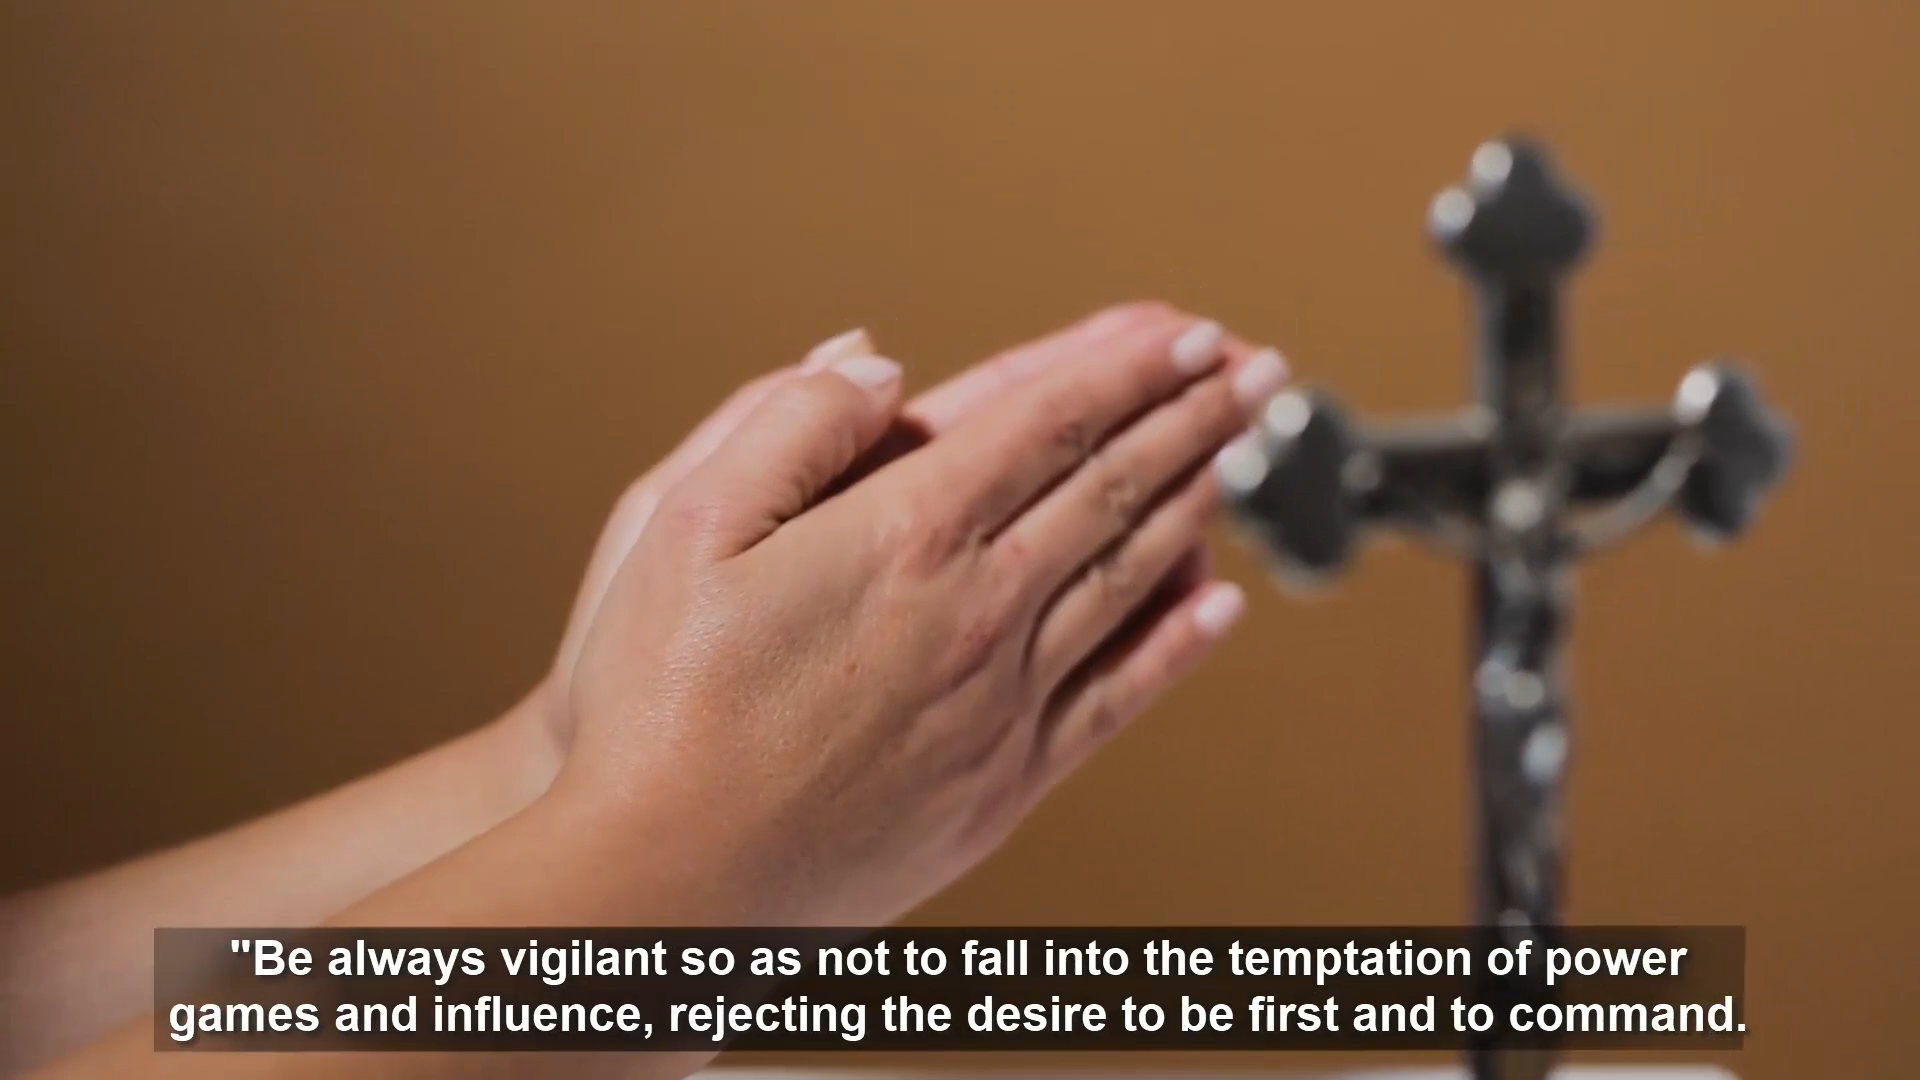 "Be always vigilant so as not to fall into the temptation of power
games and influence, rejecting the desire to be first and to command.